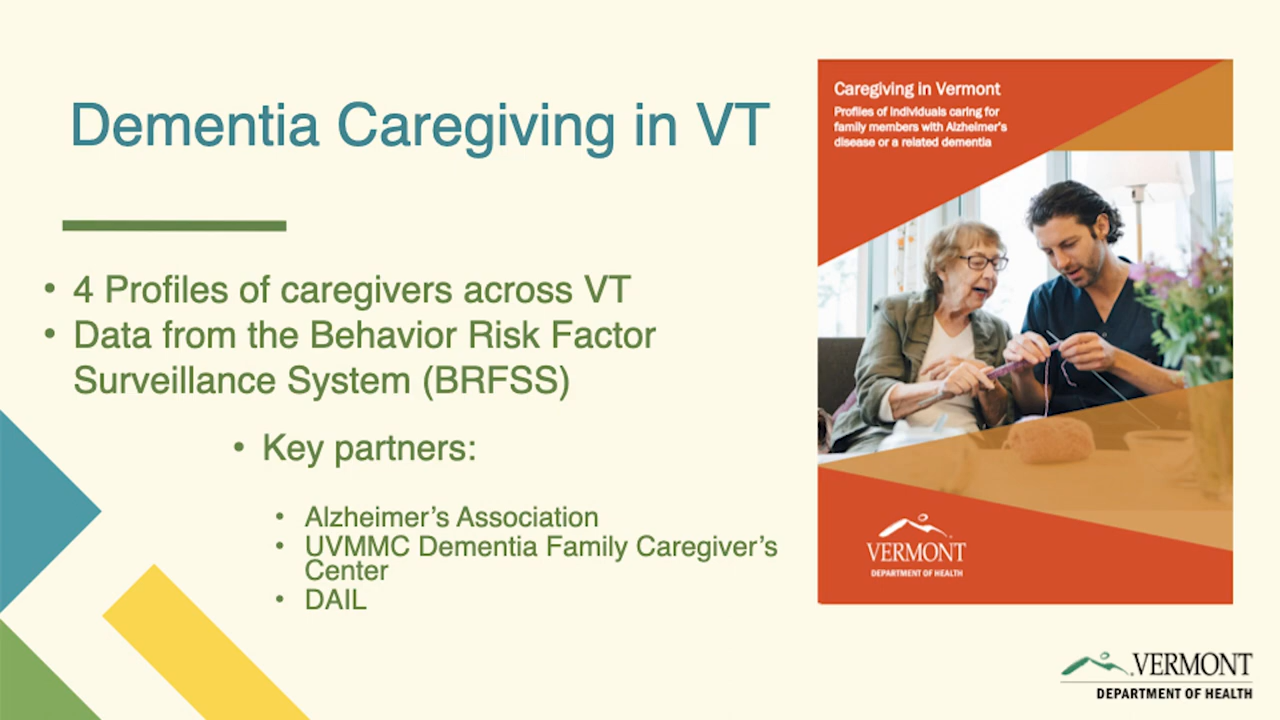 Dementia Caregiving in VT
• 4 Profiles of caregivers across VT
• Data from the Behavior Risk Factor
Surveillance System (BRFSS)
• Key partners:
• Alzheimer's Association
• UVMMC Dementia Family Caregiver's
Center
• DAIL
Caregiving in Vermont
Profiles of individuals caring for
family members with Alzheimer's
disease or a related dementia
VERMONT
DEPARTMENT OF HEALTH
VERMONT
DEPARTMENT OF HEALTH